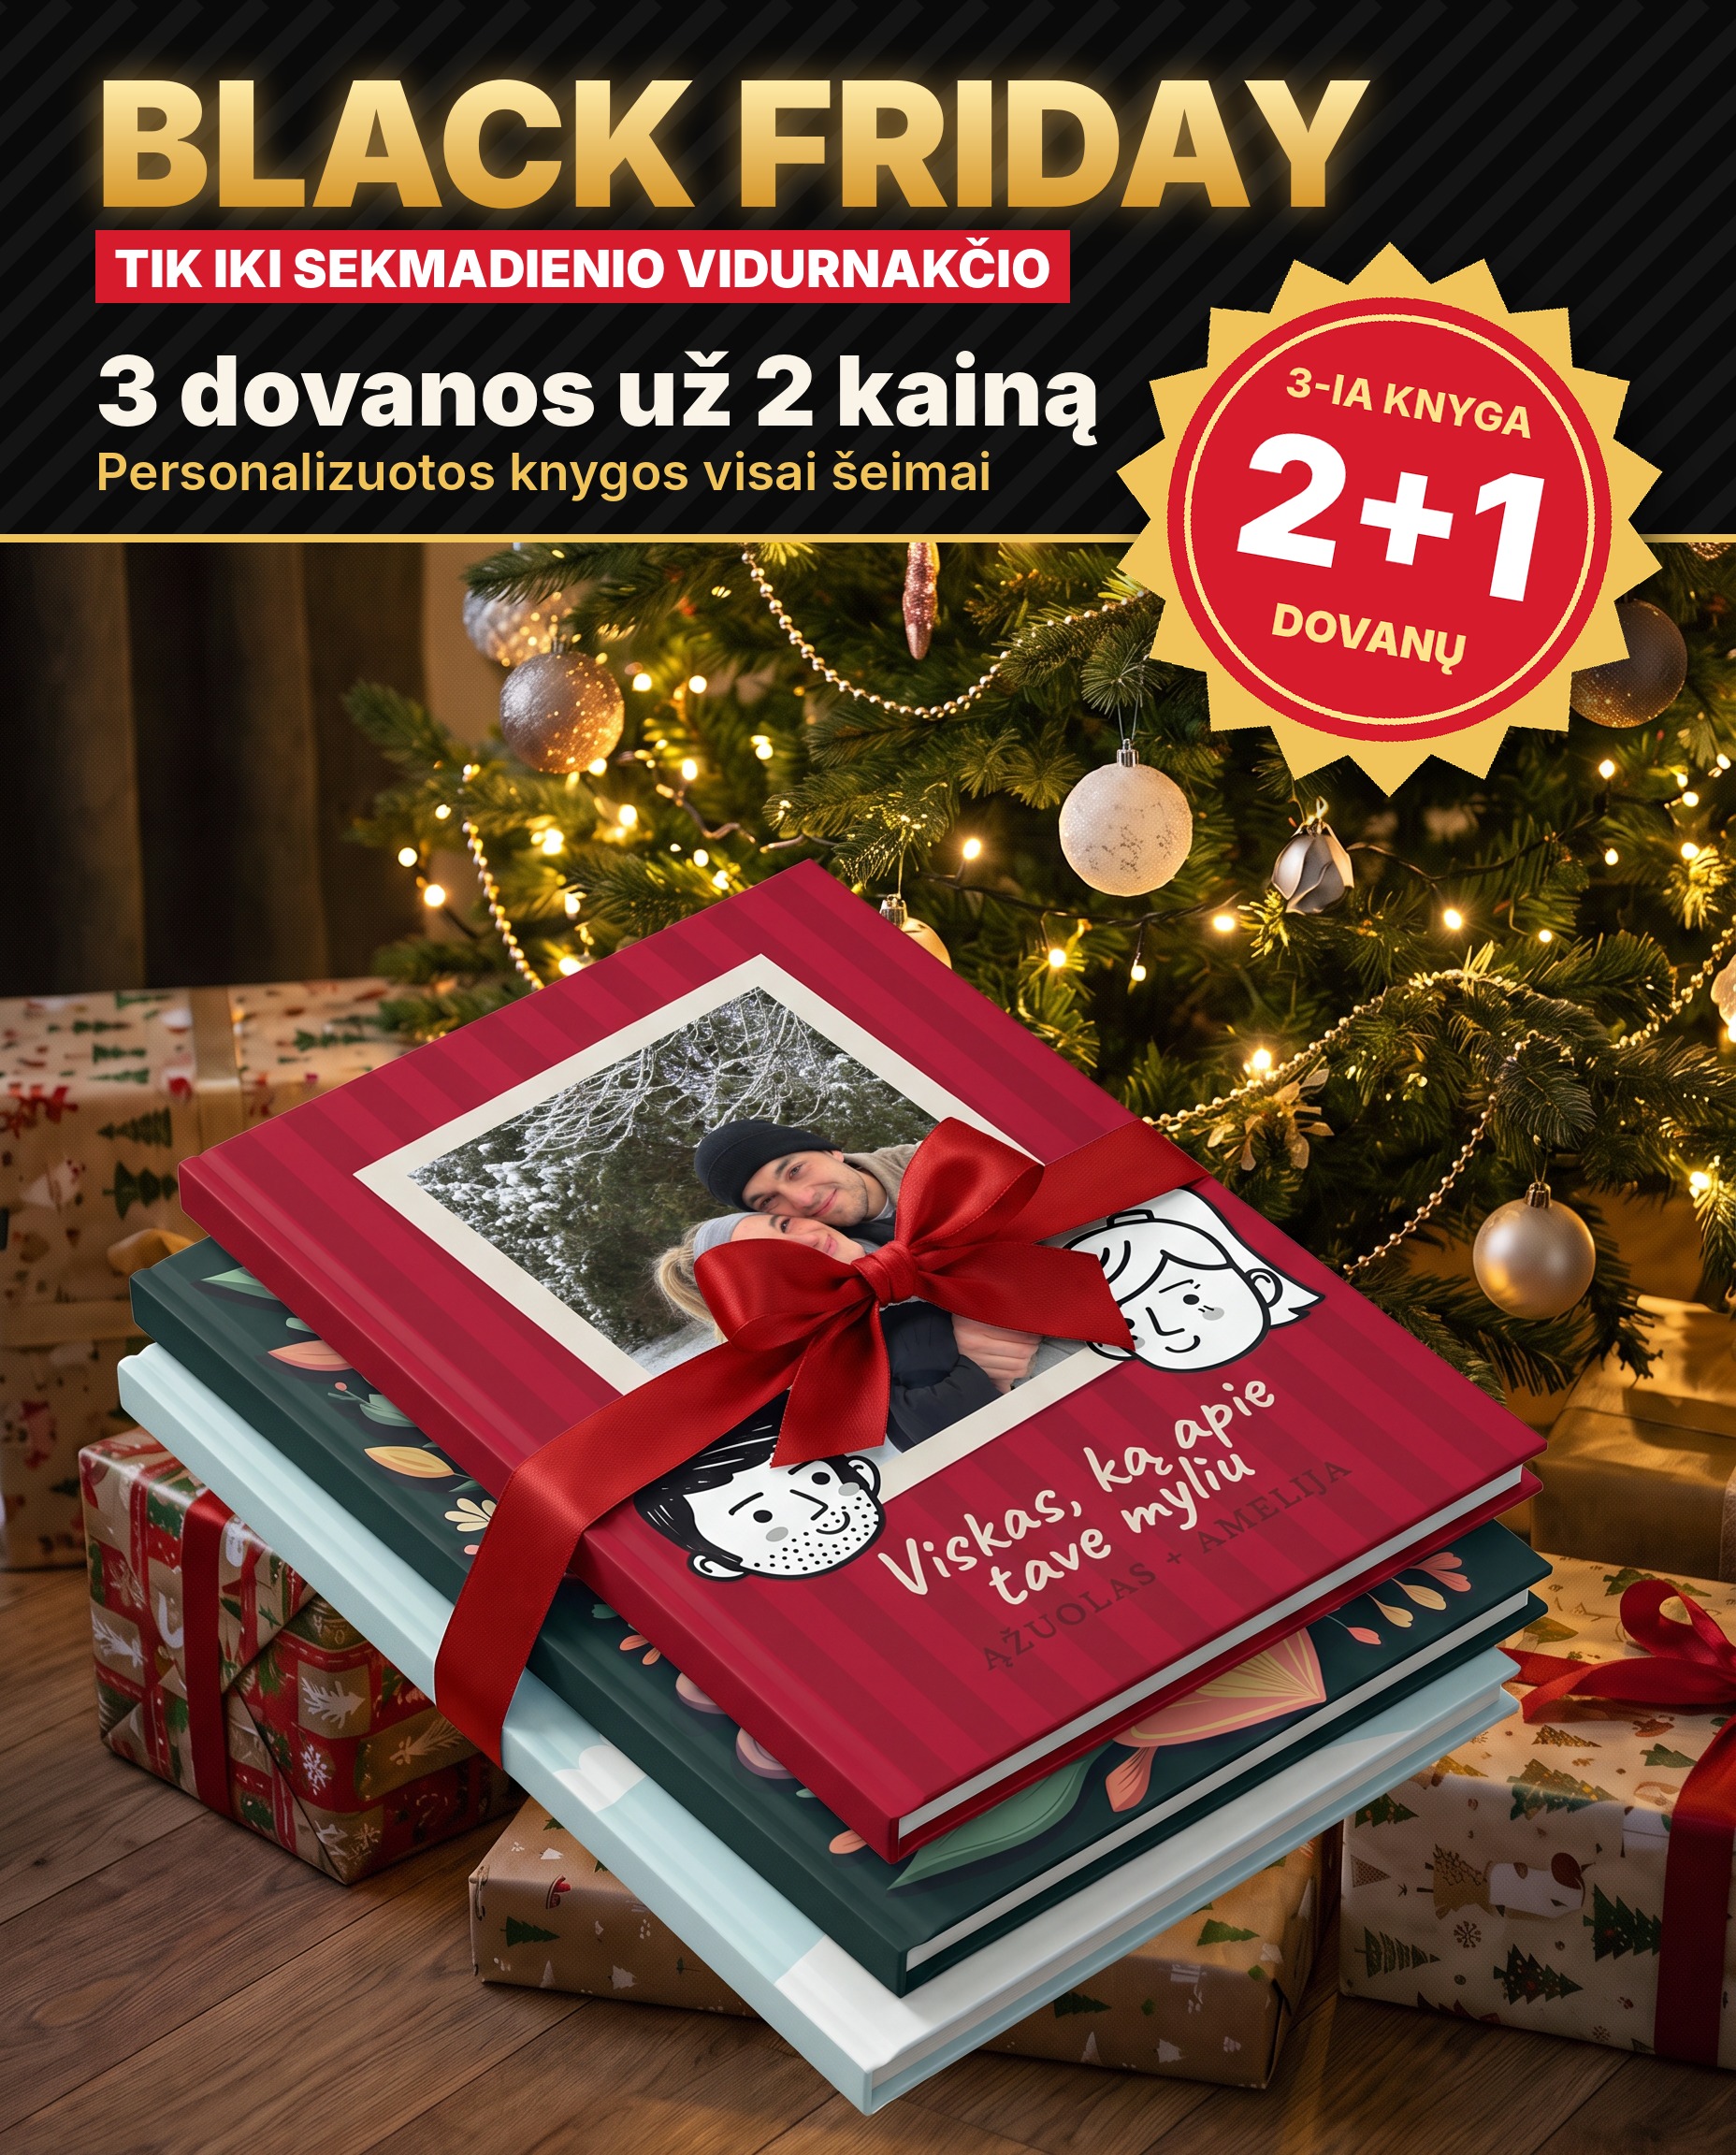 BLACK FRIDAY
TIK IKI SEKMADIENIO VIDURNAKČIO
3 dovanos už 2 kainą
Personalizuotos knygos visai šeimai
3-IA KNYGA
2+1
DOVANŲ
Viskas, ką apie
tave myliu
ĄŽUOLAS + AMELIJA